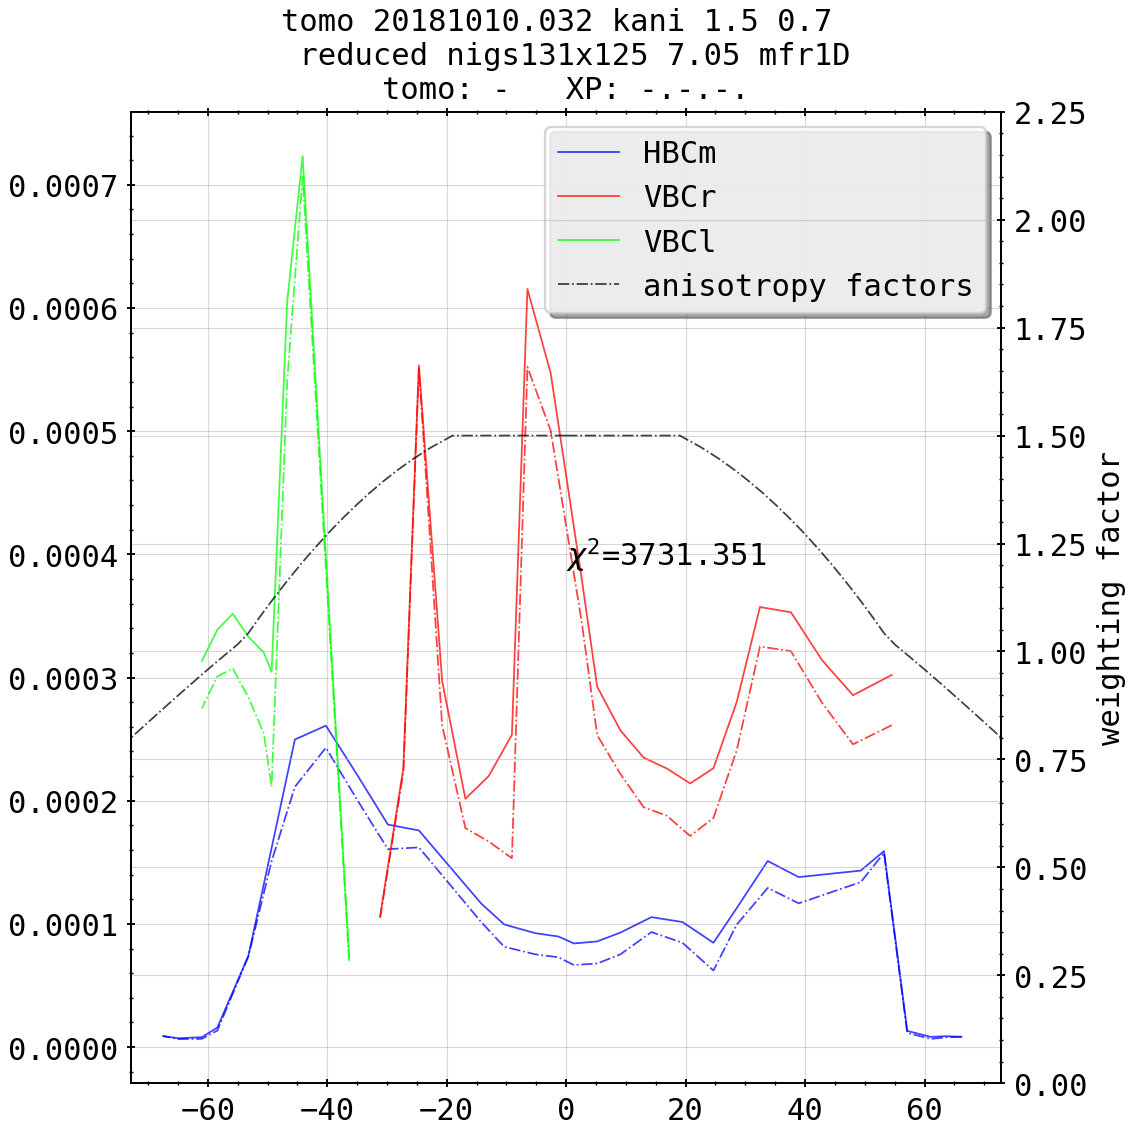 tomo 20181010.032 kani 1.5 0.7
reduced nigs131x125 7.05 mfr1D
tomo: - XP: -.-.-.
HBCm
VBCr
VBCl
anisotropy factors
χ²=3731.351
0.0007
0.0006
0.0005
0.0004
0.0003
0.0002
0.0001
0.0000
2.25
2.00
1.75
1.50
1.25
1.00
0.75
0.50
0.25
0.00
weighting factor
−60 −40 −20 0 20 40 60